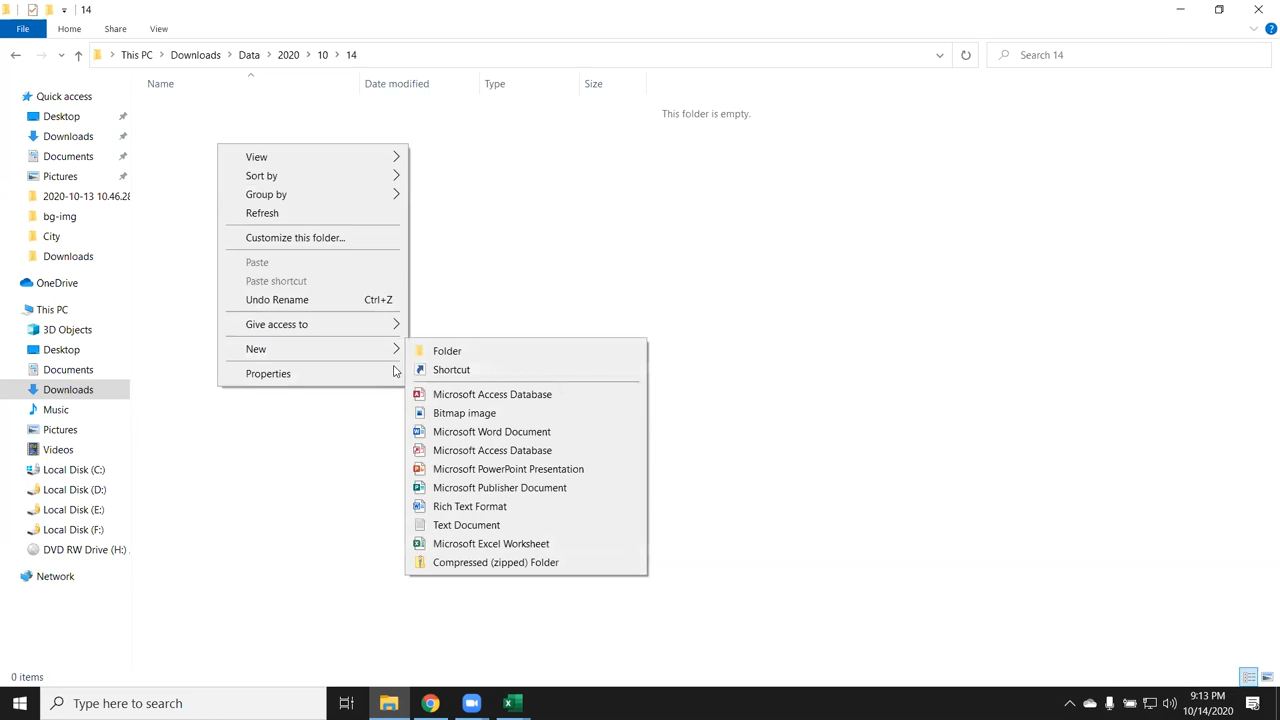 14
File Home Share View
This PC Downloads Data 2020 10 14 Search 14
Name Date modified Type Size
This folder is empty.
Quick access
Desktop
Downloads
Documents
Pictures
2020-10-13 10.46.28
bg-img
City
Downloads
OneDrive
This PC
3D Objects
Desktop
Documents
Downloads
Music
Pictures
Videos
Local Disk (C:)
Local Disk (D:)
Local Disk (E:)
Local Disk (F:)
DVD RW Drive (H:)
Network
View
Sort by
Group by
Refresh
Customize this folder...
Paste
Paste shortcut
Undo Rename Ctrl+Z
Give access to
New
Properties
Folder
Shortcut
Microsoft Access Database
Bitmap image
Microsoft Word Document
Microsoft Access Database
Microsoft PowerPoint Presentation
Microsoft Publisher Document
Rich Text Format
Text Document
Microsoft Excel Worksheet
Compressed (zipped) Folder
0 items
Type here to search
9:13 PM
10/14/2020